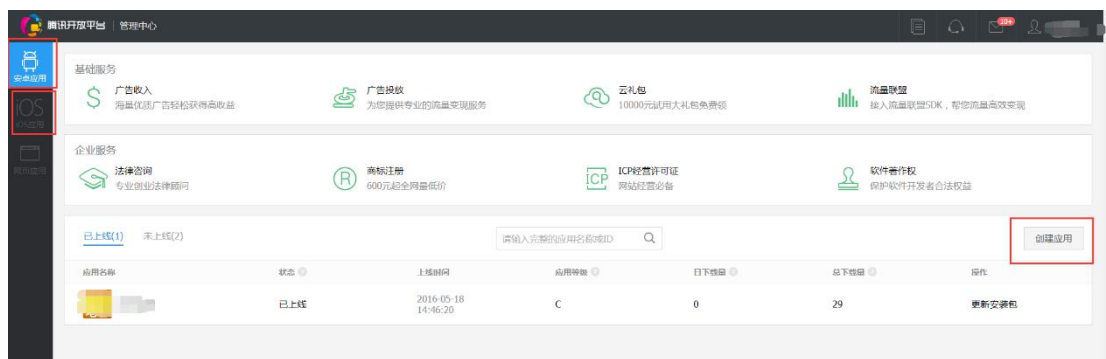 腾讯开放平台 管理中心
10+
安卓应用
iOS
iOS应用
网页应用
基础服务
广告收入
海量优质广告轻松获得高收益
广告投放
为您提供专业的流量变现服务
云礼包
10000元试用大礼包免费领
流量联盟
接入流量联盟SDK，帮您流量高效变现
企业服务
法律咨询
专业创业法律顾问
商标注册
600元起全网最低价
ICP
ICP经营许可证
网站经营必备
软件著作权
保护软件开发者合法权益
已上线(1) 未上线(2) 请输入完整的应用名称或ID 创建应用
应用名称 状态 上线时间 应用等级 日下载量 总下载量 操作
已上线 2016-05-18 14:46:20 C 0 29 更新安装包